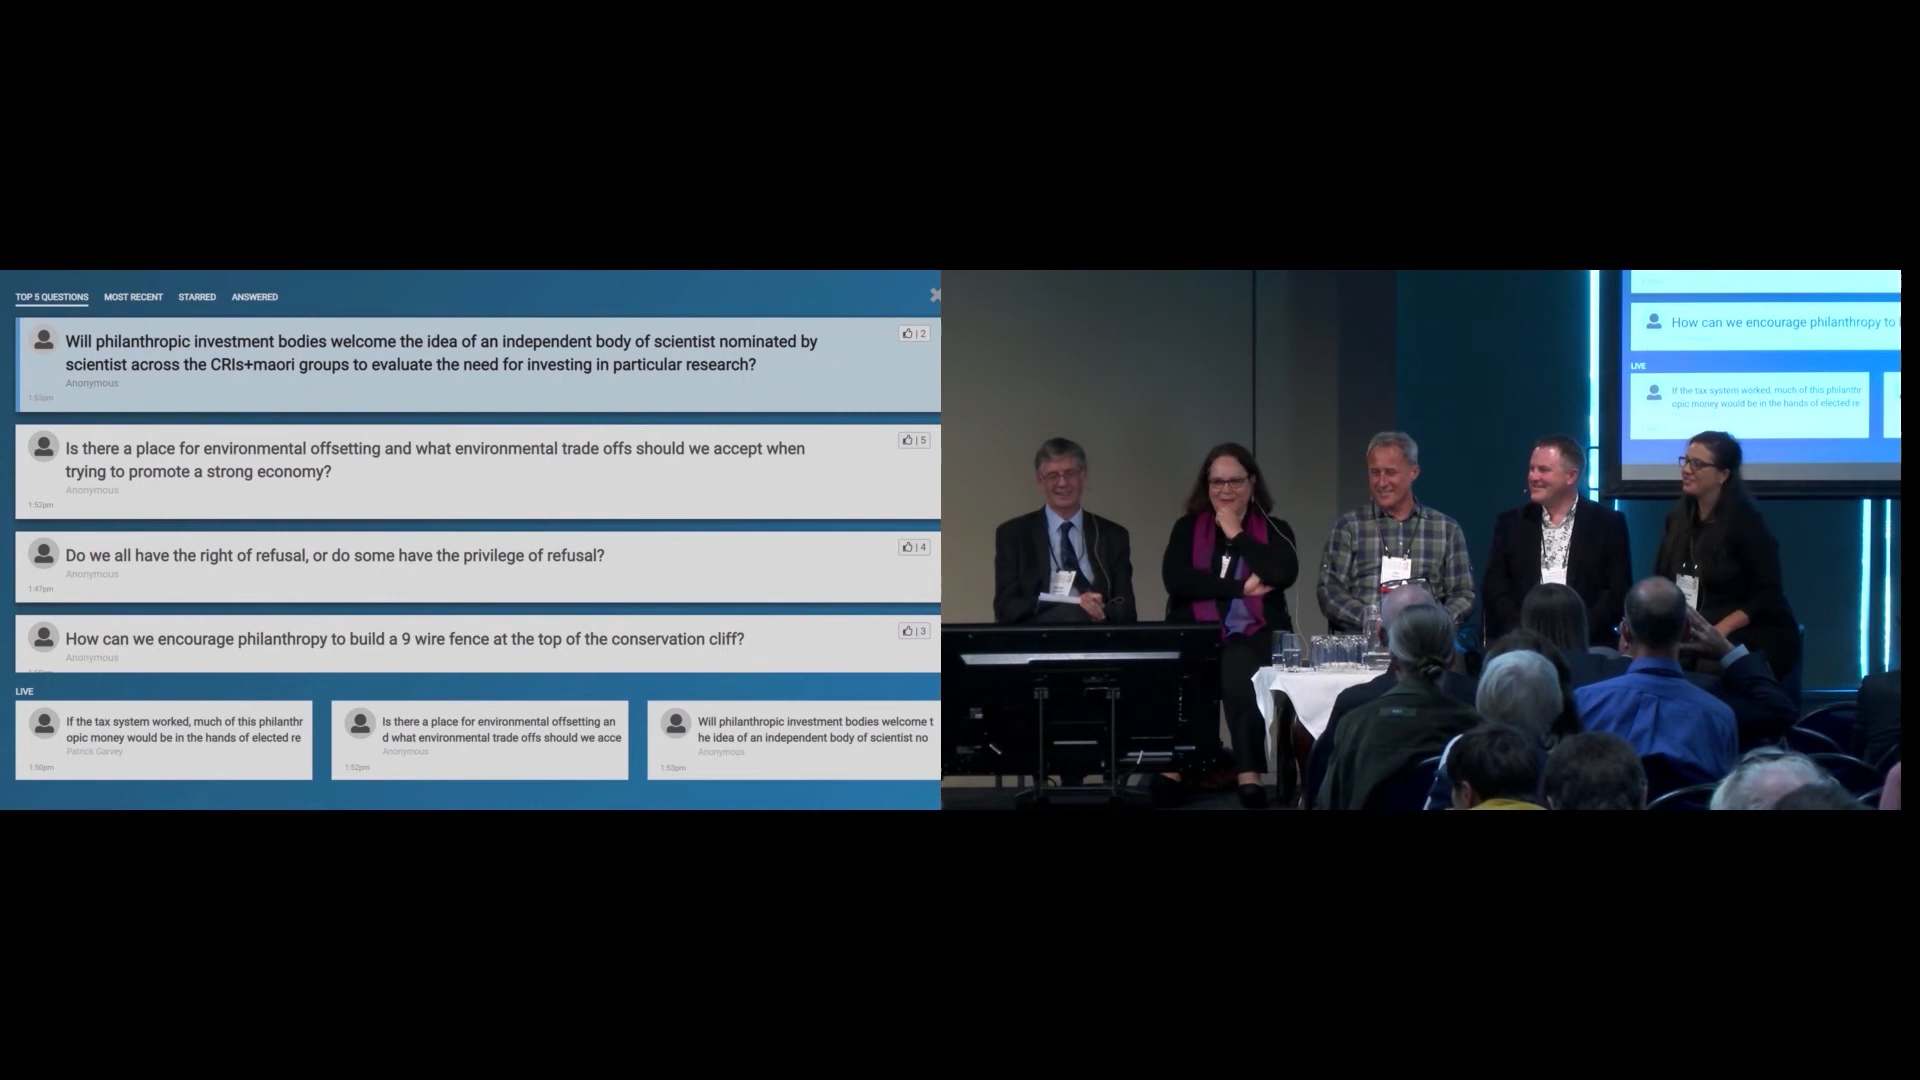 TOP 5 QUESTIONS MOST RECENT STARRED ANSWERED
Will philanthropic investment bodies welcome the idea of an independent body of scientist nominated by
scientist across the CRIs+maori groups to evaluate the need for investing in particular research?
Anonymous
1:53pm
2
Is there a place for environmental offsetting and what environmental trade offs should we accept when
trying to promote a strong economy?
Anonymous
1:52pm
5
Do we all have the right of refusal, or do some have the privilege of refusal?
Anonymous
1:47pm
4
How can we encourage philanthropy to build a 9 wire fence at the top of the conservation cliff?
Anonymous
3
LIVE
If the tax system worked, much of this philanthr
opic money would be in the hands of elected re
Patrick Garvey
1:50pm
Is there a place for environmental offsetting an
d what environmental trade offs should we acce
Anonymous
1:52pm
Will philanthropic investment bodies welcome t
he idea of an independent body of scientist no
Anonymous
1:53pm
How can we encourage philanthropy to
LIVE
If the tax system worked, much of this philanthr
opic money would be in the hands of elected re